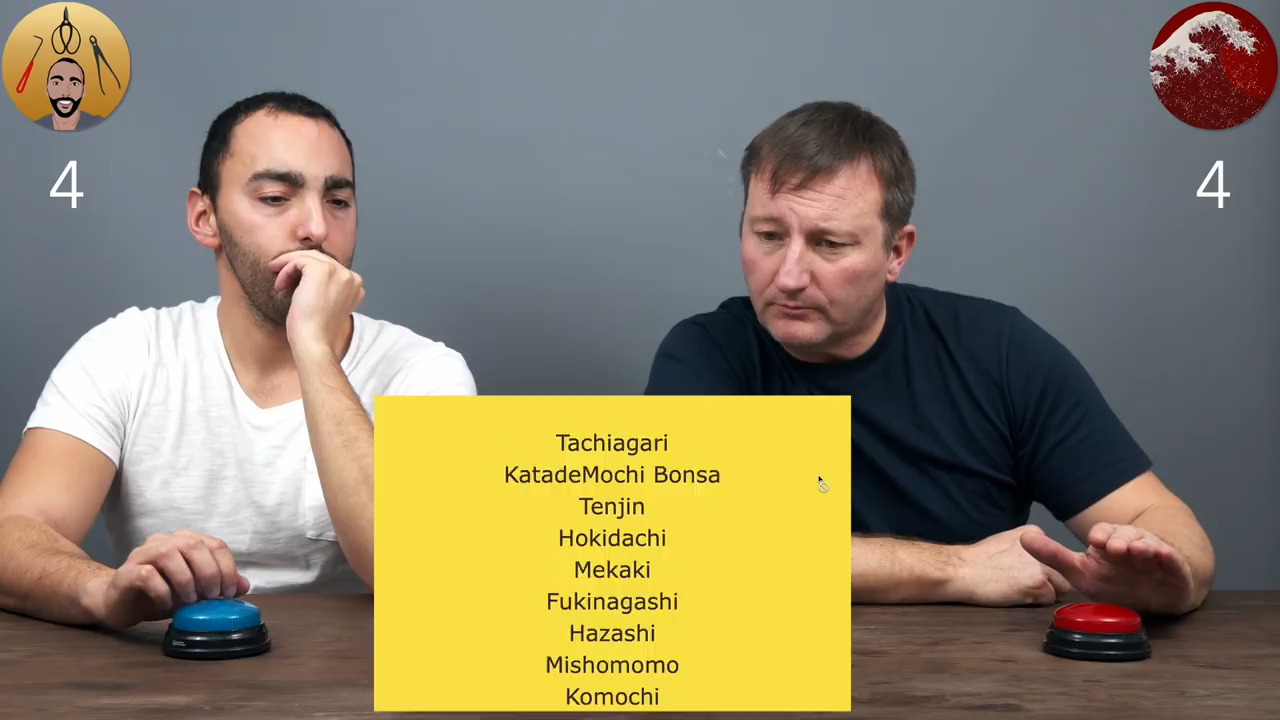 4
4
Tachiagari
KatadeMochi Bonsa
Tenjin
Hokidachi
Mekaki
Fukinagashi
Hazashi
Mishomomo
Komochi